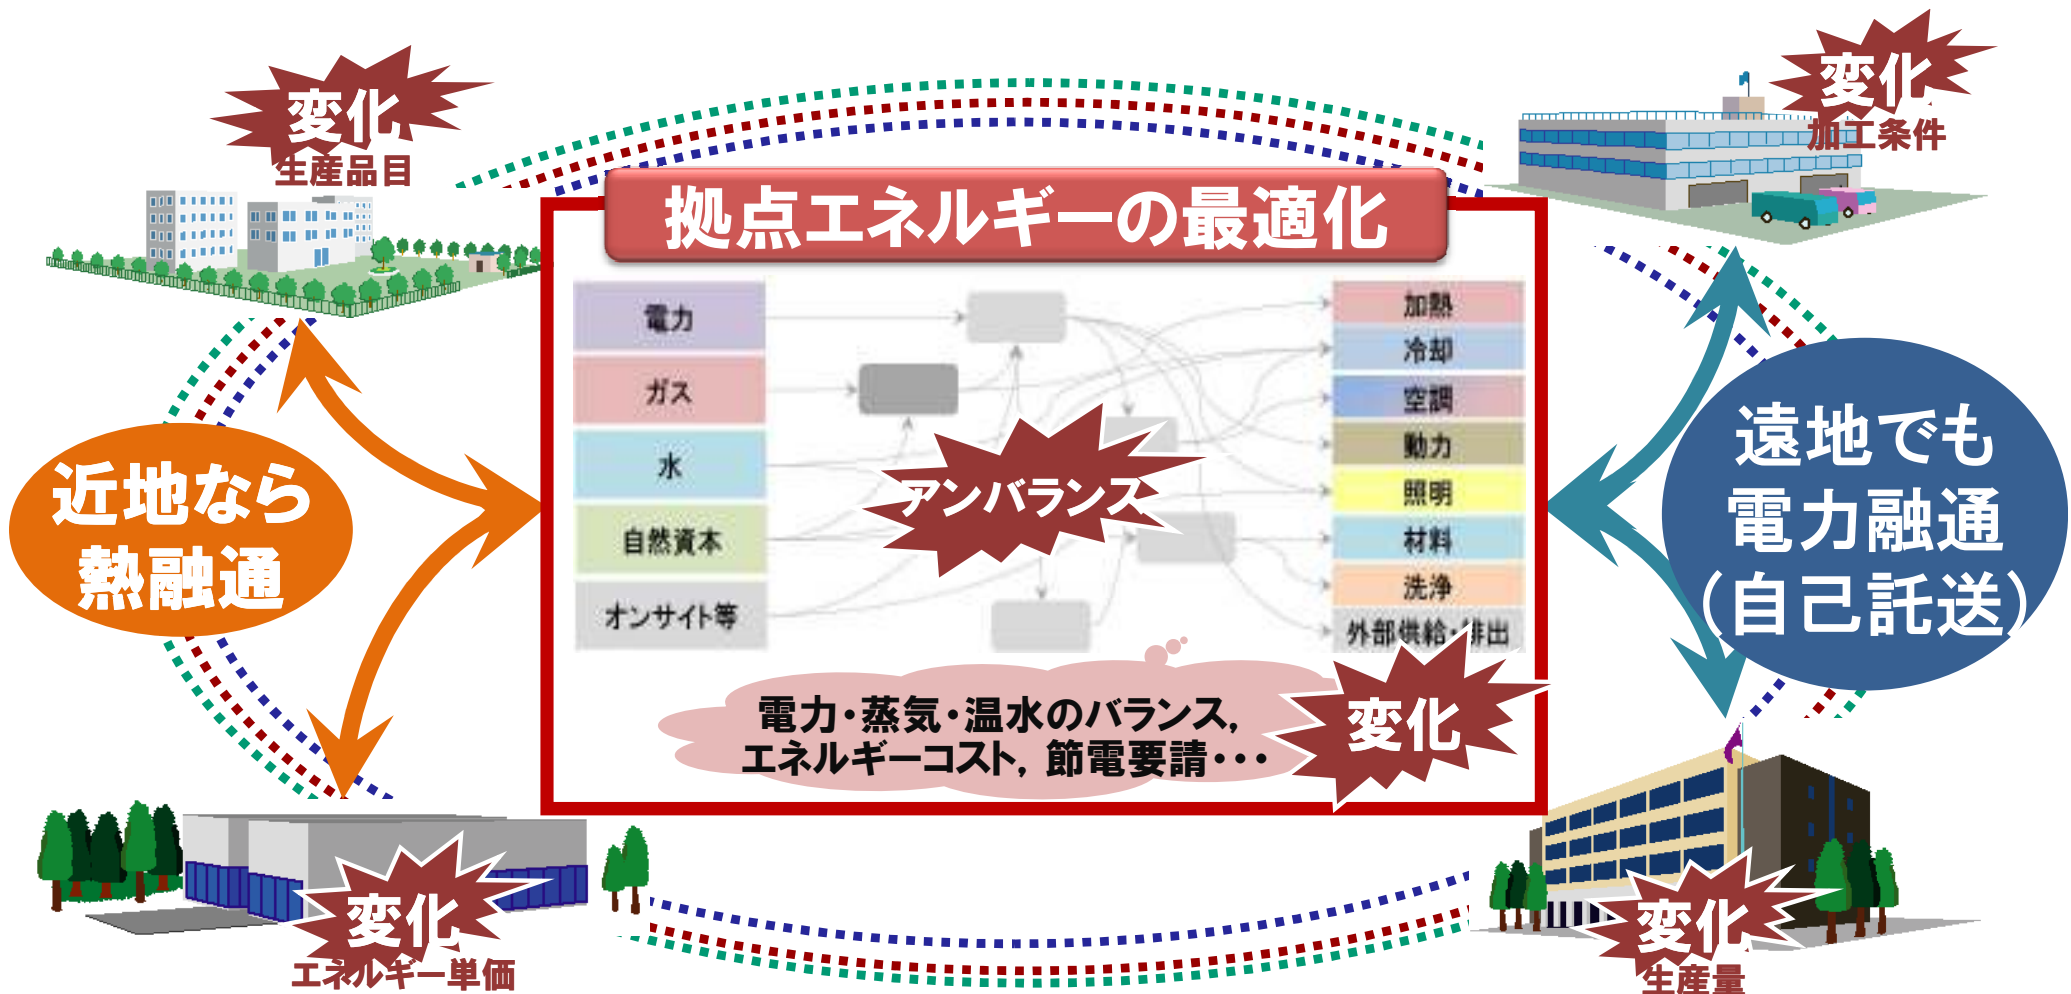 変化
生産品目
変化
加工条件
拠点エネルギーの最適化
電力
ガス
水
自然資本
オンサイト等
加熱
冷却
空調
動力
照明
材料
洗浄
外部供給・排出
アンバランス
近地なら
熱融通
遠地でも
電力融通
（自己託送）
電力・蒸気・温水のバランス，
エネルギーコスト，節電要請・・・
変化
変化
エネルギー単価
変化
生産量